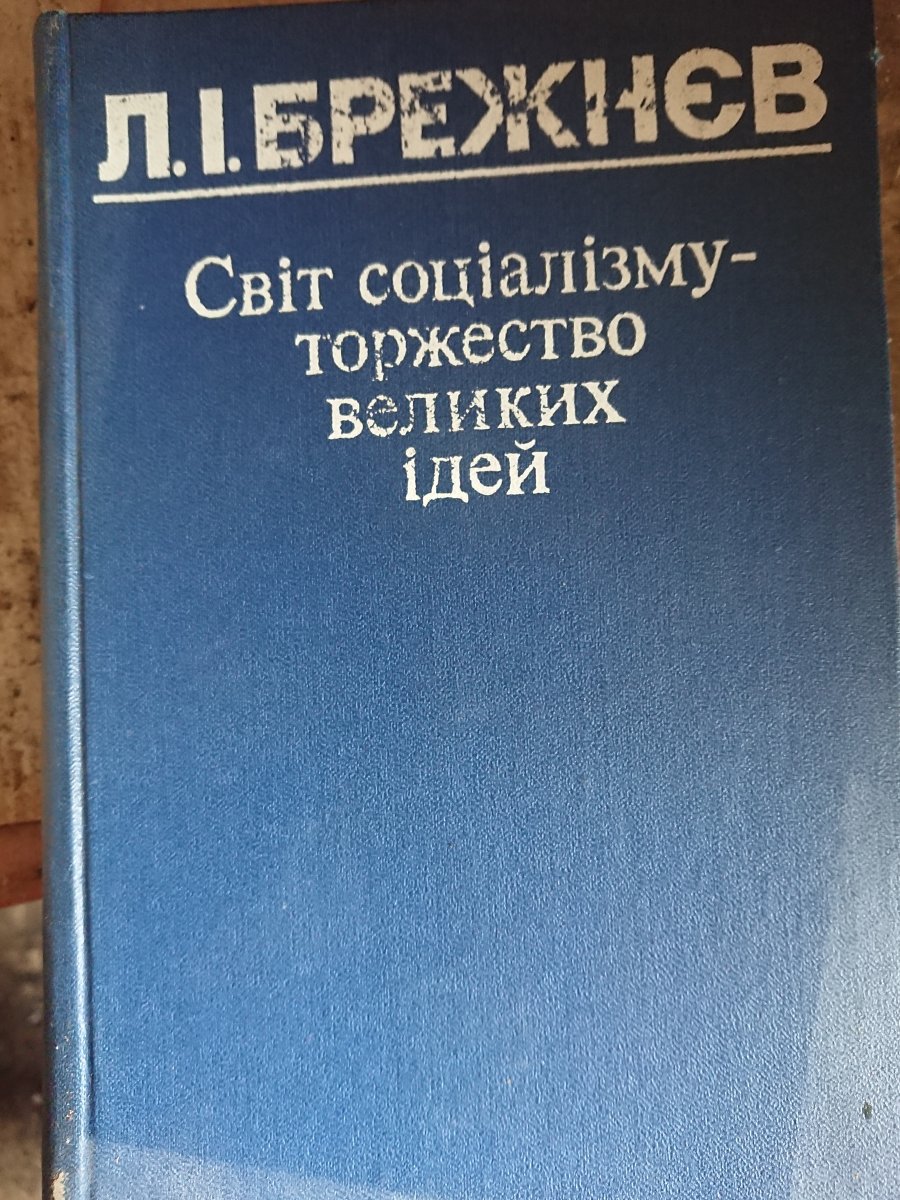 Л.І.БРЕЖНЄВ
Світ соціалізму-
торжество
великих
ідей